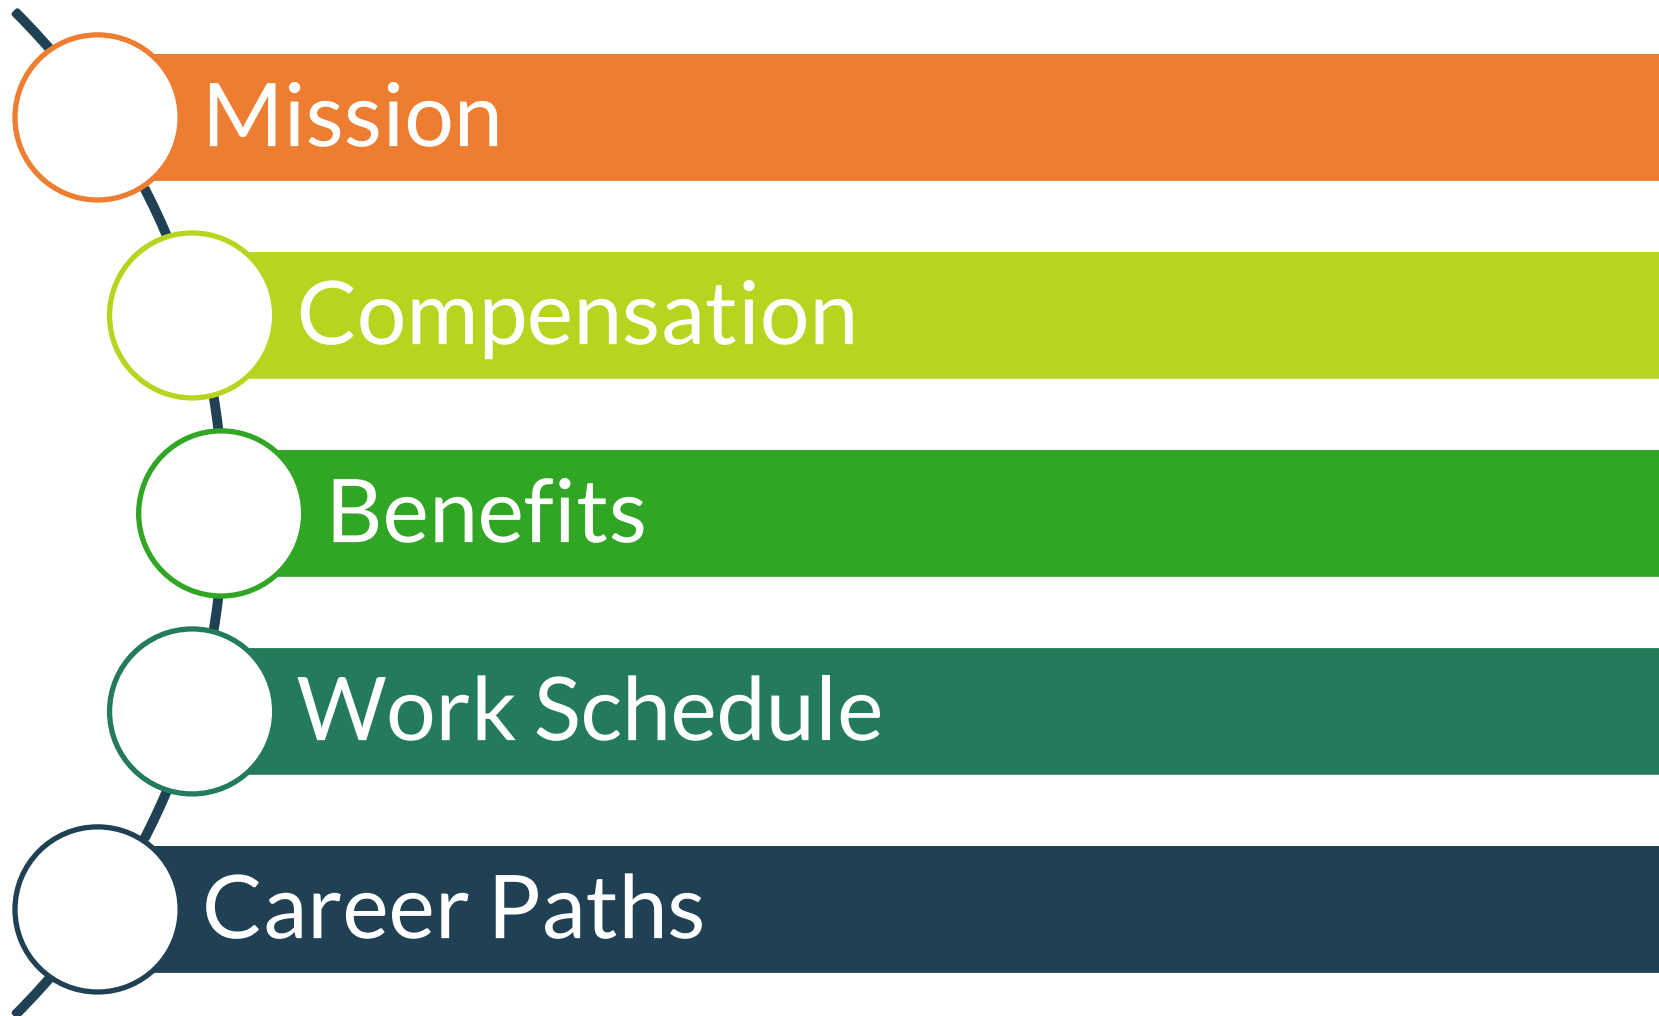 Mission
Compensation
Benefits
Work Schedule
Career Paths